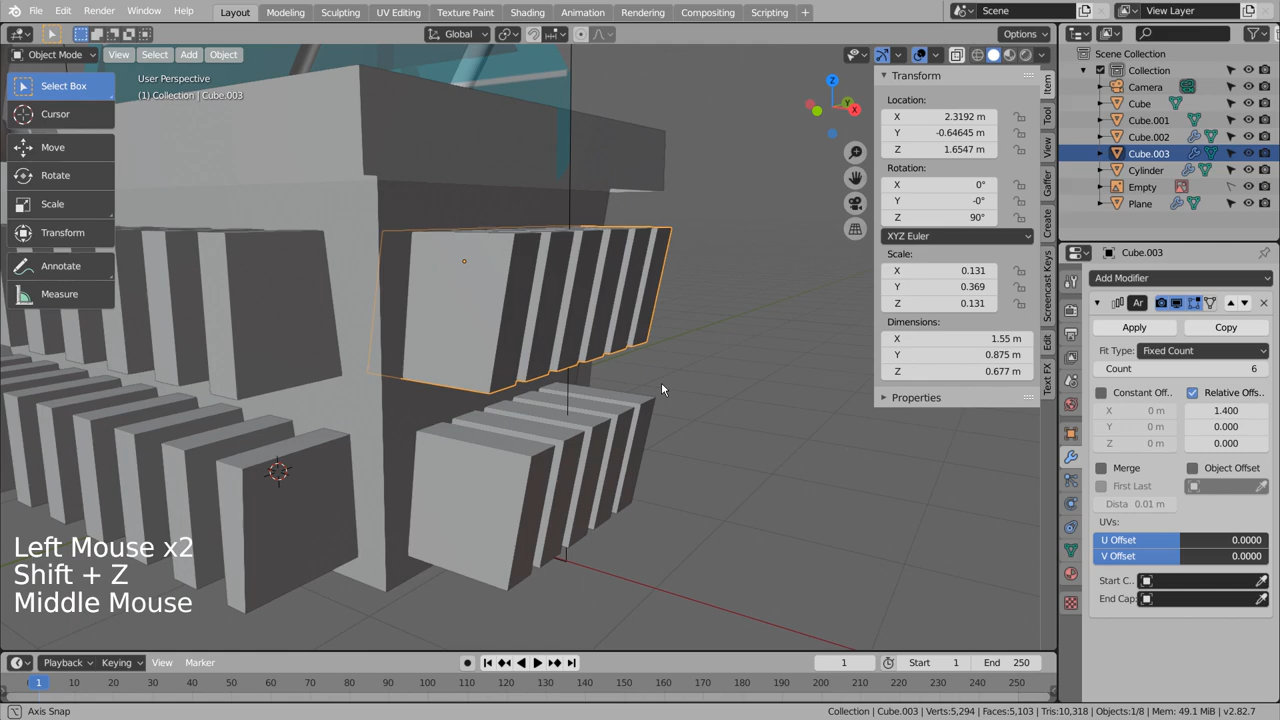 File Edit Render Window Help
Layout Modeling Sculpting UV Editing Texture Paint Shading Animation Rendering Compositing Scripting +
Scene
View Layer
Global
Options
Object Mode View Select Add Object
Select Box
Cursor
Move
Rotate
Scale
Transform
Annotate
Measure
User Perspective
(1) Collection | Cube.003
Z
Y
X
Transform
Location:
X 2.3192 m
Y -0.64645 m
Z 1.6547 m
Rotation:
X 0°
Y -0°
Z 90°
XYZ Euler
Scale:
X 0.131
Y 0.369
Z 0.131
Dimensions:
X 1.55 m
Y 0.875 m
Z 0.677 m
Properties
Item
Tool
View
Gaffer
Create
Screencast Keys
Edit
Text FX
Scene Collection
Collection
Camera
Cube
Cube.001
Cube.002
Cube.003
Cylinder
Empty
Plane
Cube.003
Add Modifier
Ar
Apply Copy
Fit Type: Fixed Count
Count 6
Constant Off.. Relative Offs..
X 0 m 1.400
Y 0 m 0.000
Z 0 m 0.000
Merge Object Offset
First Last
Dista 0.01 m
UVs:
U Offset 0.0000
V Offset 0.0000
Start C..
End Cap:
Left Mouse x2
Shift + Z
Middle Mouse
Playback Keying View Marker
1 Start 1 End 250
1 10 20 30 40 50 60 70 80 90 100 110 120 130 140 150 160 170 180 190 200 210 220 230 240 250
Axis Snap
Collection | Cube.003 | Verts:5,294 | Faces:5,103 | Tris:10,318 | Objects:1/8 | Mem: 49.1 MiB | v2.82.7